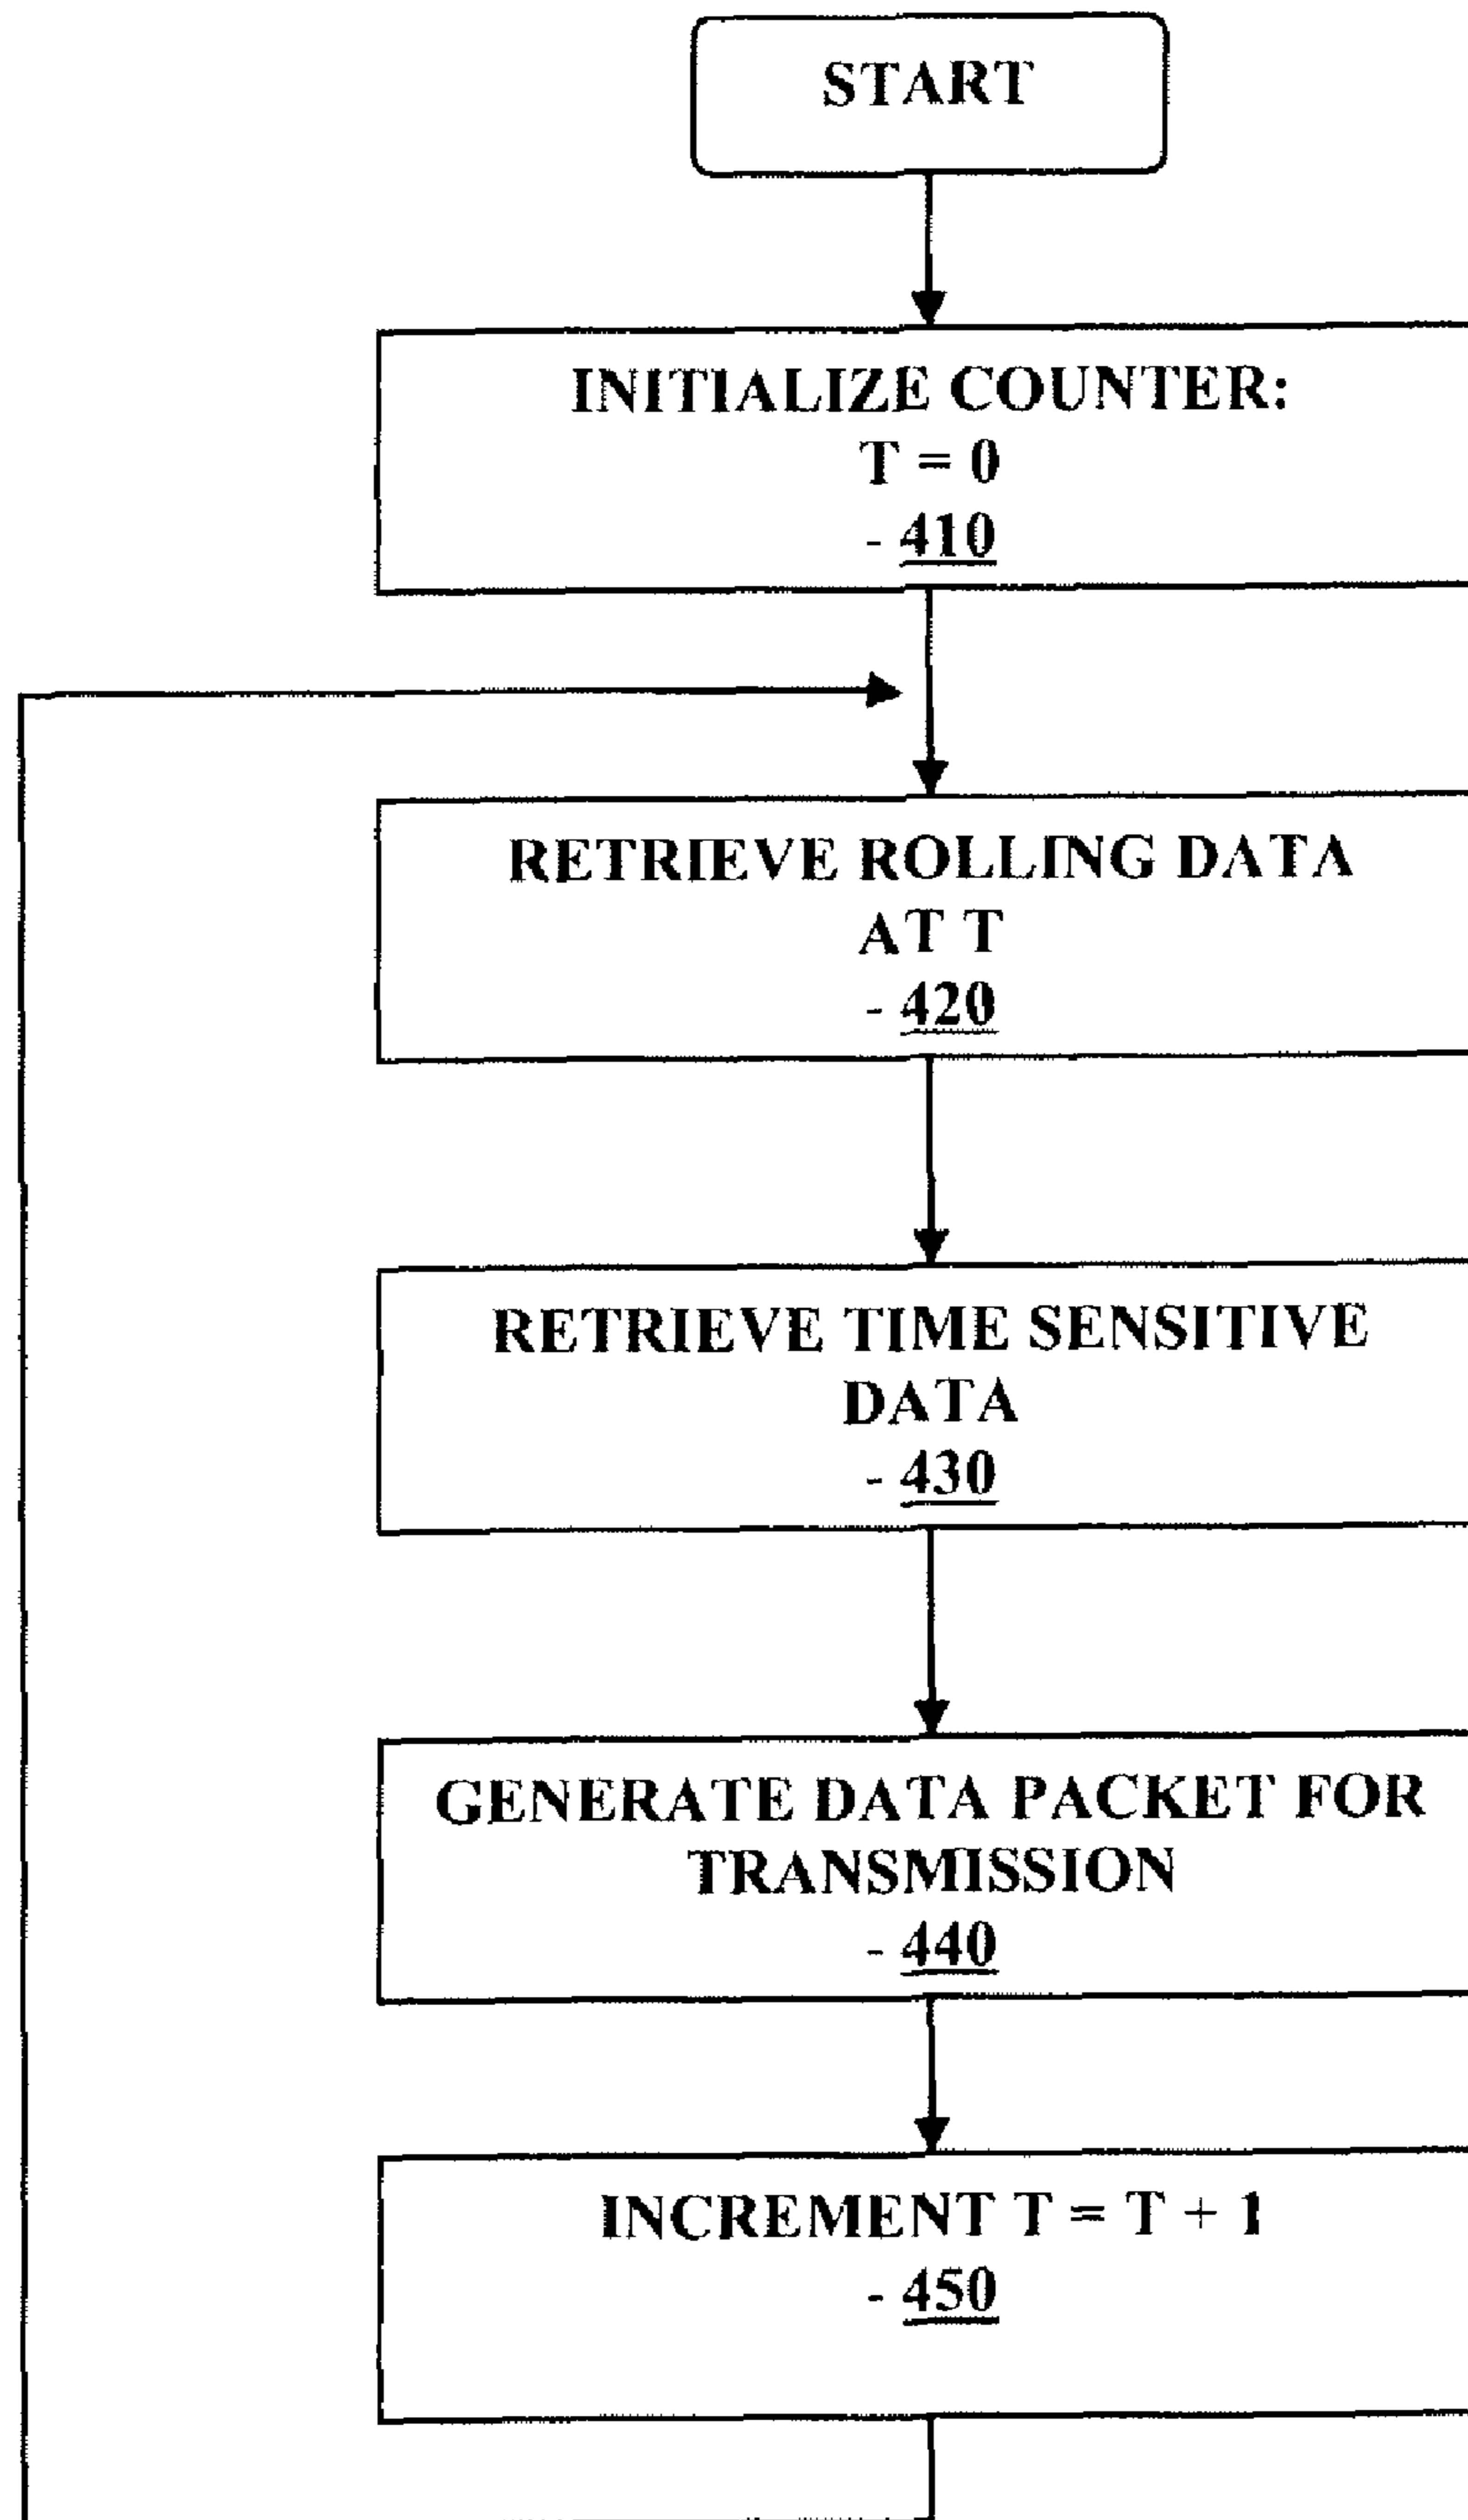 START
INITIALIZE COUNTER:
T = 0
- 410
RETRIEVE ROLLING DATA
AT T
- 420
RETRIEVE TIME SENSITIVE
DATA
- 430
GENERATE DATA PACKET FOR
TRANSMISSION
- 440
INCREMENT T = T + 1
- 450